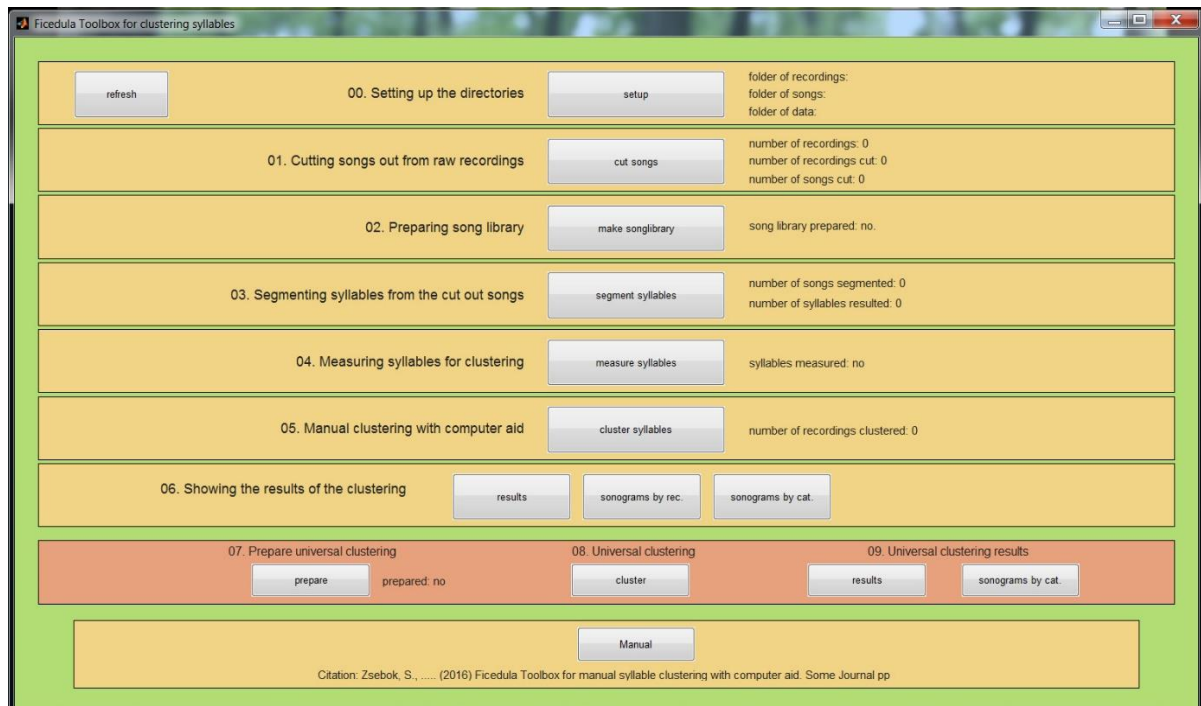 Ficedula Toolbox for clustering syllables
refresh
00. Setting up the directories
setup
folder of recordings:
folder of songs:
folder of data:
01. Cutting songs out from raw recordings
cut songs
number of recordings: 0
number of recordings cut: 0
number of songs cut: 0
02. Preparing song library
make songlibrary
song library prepared: no.
03. Segmenting syllables from the cut out songs
segment syllables
number of songs segmented: 0
number of syllables resulted: 0
04. Measuring syllables for clustering
measure syllables
syllables measured: no
05. Manual clustering with computer aid
cluster syllables
number of recordings clustered: 0
06. Showing the results of the clustering
results
sonograms by rec.
sonograms by cat.
07. Prepare universal clustering
prepare
prepared: no
08. Universal clustering
cluster
09. Universal clustering results
results
sonograms by cat.
Manual
Citation: Zsebok, S., ..... (2016) Ficedula Toolbox for manual syllable clustering with computer aid. Some Journal pp